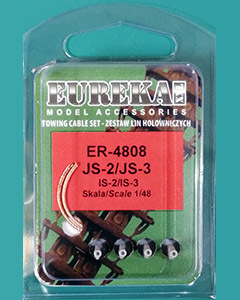 EUREKA!
MODEL ACCESSORIES
TOWING CABLE SET - ZESTAW LIN HOLOWNICZYCH
ER-4808
JS-2/JS-3
IS-2/IS-3
Skala/Scale 1/48